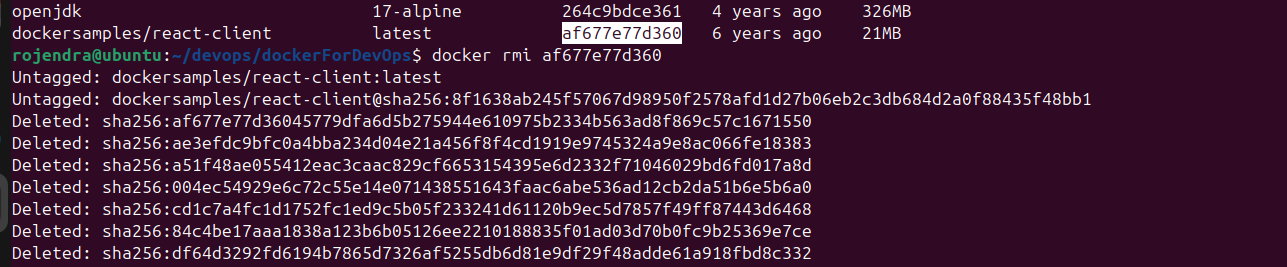 openjdk 17-alpine 264c9bdce361 4 years ago 326MB
dockersamples/react-client latest af677e77d360 6 years ago 21MB
rojendra@ubuntu:~/devops/dockerForDevOps$ docker rmi af677e77d360
Untagged: dockersamples/react-client:latest
Untagged: dockersamples/react-client@sha256:8f1638ab245f57067d98950f2578afd1d27b06eb2c3db684d2a0f88435f48bb1
Deleted: sha256:af677e77d36045779dfa6d5b275944e610975b2334b563ad8f869c57c1671550
Deleted: sha256:ae3efdc9bfc0a4bba234d04e21a456f8f4cd1919e9745324a9e8ac066fe18383
Deleted: sha256:a51f48ae055412eac3caac829cf6653154395e6d2332f71046029bd6fd017a8d
Deleted: sha256:004ec54929e6c72c55e14e071438551643faac6abe536ad12cb2da51b6e5b6a0
Deleted: sha256:cd1c7a4fc1d1752fc1ed9c5b05f233241d61120b9ec5d7857f49ff87443d6468
Deleted: sha256:84c4be17aaa1838a123b6b05126ee2210188835f01ad03d70b0fc9b25369e7ce
Deleted: sha256:df64d3292fd6194b7865d7326af5255db6d81e9df29f48adde61a918fbd8c332